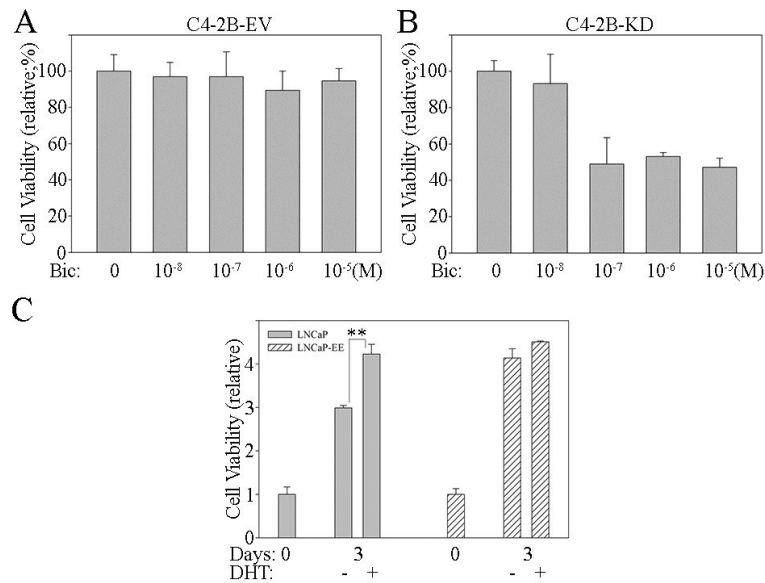 A
C4-2B-EV
Cell Viability (relative;%)
100
80
60
40
20
0
Bic: 0 10⁻⁸ 10⁻⁷ 10⁻⁶ 10⁻⁵(M)
B
C4-2B-KD
Cell Viability (relative;%)
100
80
60
40
20
0
Bic: 0 10⁻⁸ 10⁻⁷ 10⁻⁶ 10⁻⁵(M)
C
LNCaP
LNCaP-EE
**
Cell Viability (relative)
4
3
2
1
0
Days: 0 3 0 3
DHT: - + - +